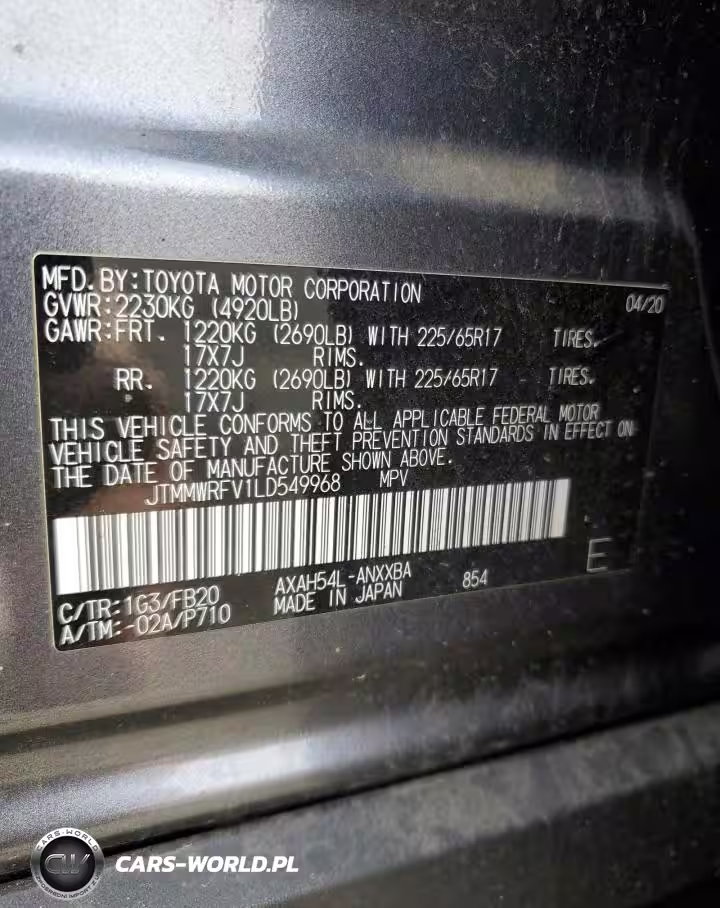 MFD. BY: TOYOTA MOTOR CORPORATION 04/20
GVWR: 2230KG (4920LB)
GAWR: FRT. 1220KG (2690LB) WITH 225/65R17 TIRES.
17X7J RIMS.
RR. 1220KG (2690LB) WITH 225/65R17 TIRES.
17X7J RIMS.
THIS VEHICLE CONFORMS TO ALL APPLICABLE FEDERAL MOTOR
VEHICLE SAFETY AND THEFT PREVENTION STANDARDS IN EFFECT ON
THE DATE OF MANUFACTURE SHOWN ABOVE.
JTMMWRFV1LD549968 MPV
C/TR: 1G3/FB20 AXAH54L-ANXXBA 854 E
A/TM: -02A/P710 MADE IN JAPAN
CARS-WORLD
CW
CARS-WORLD.PL